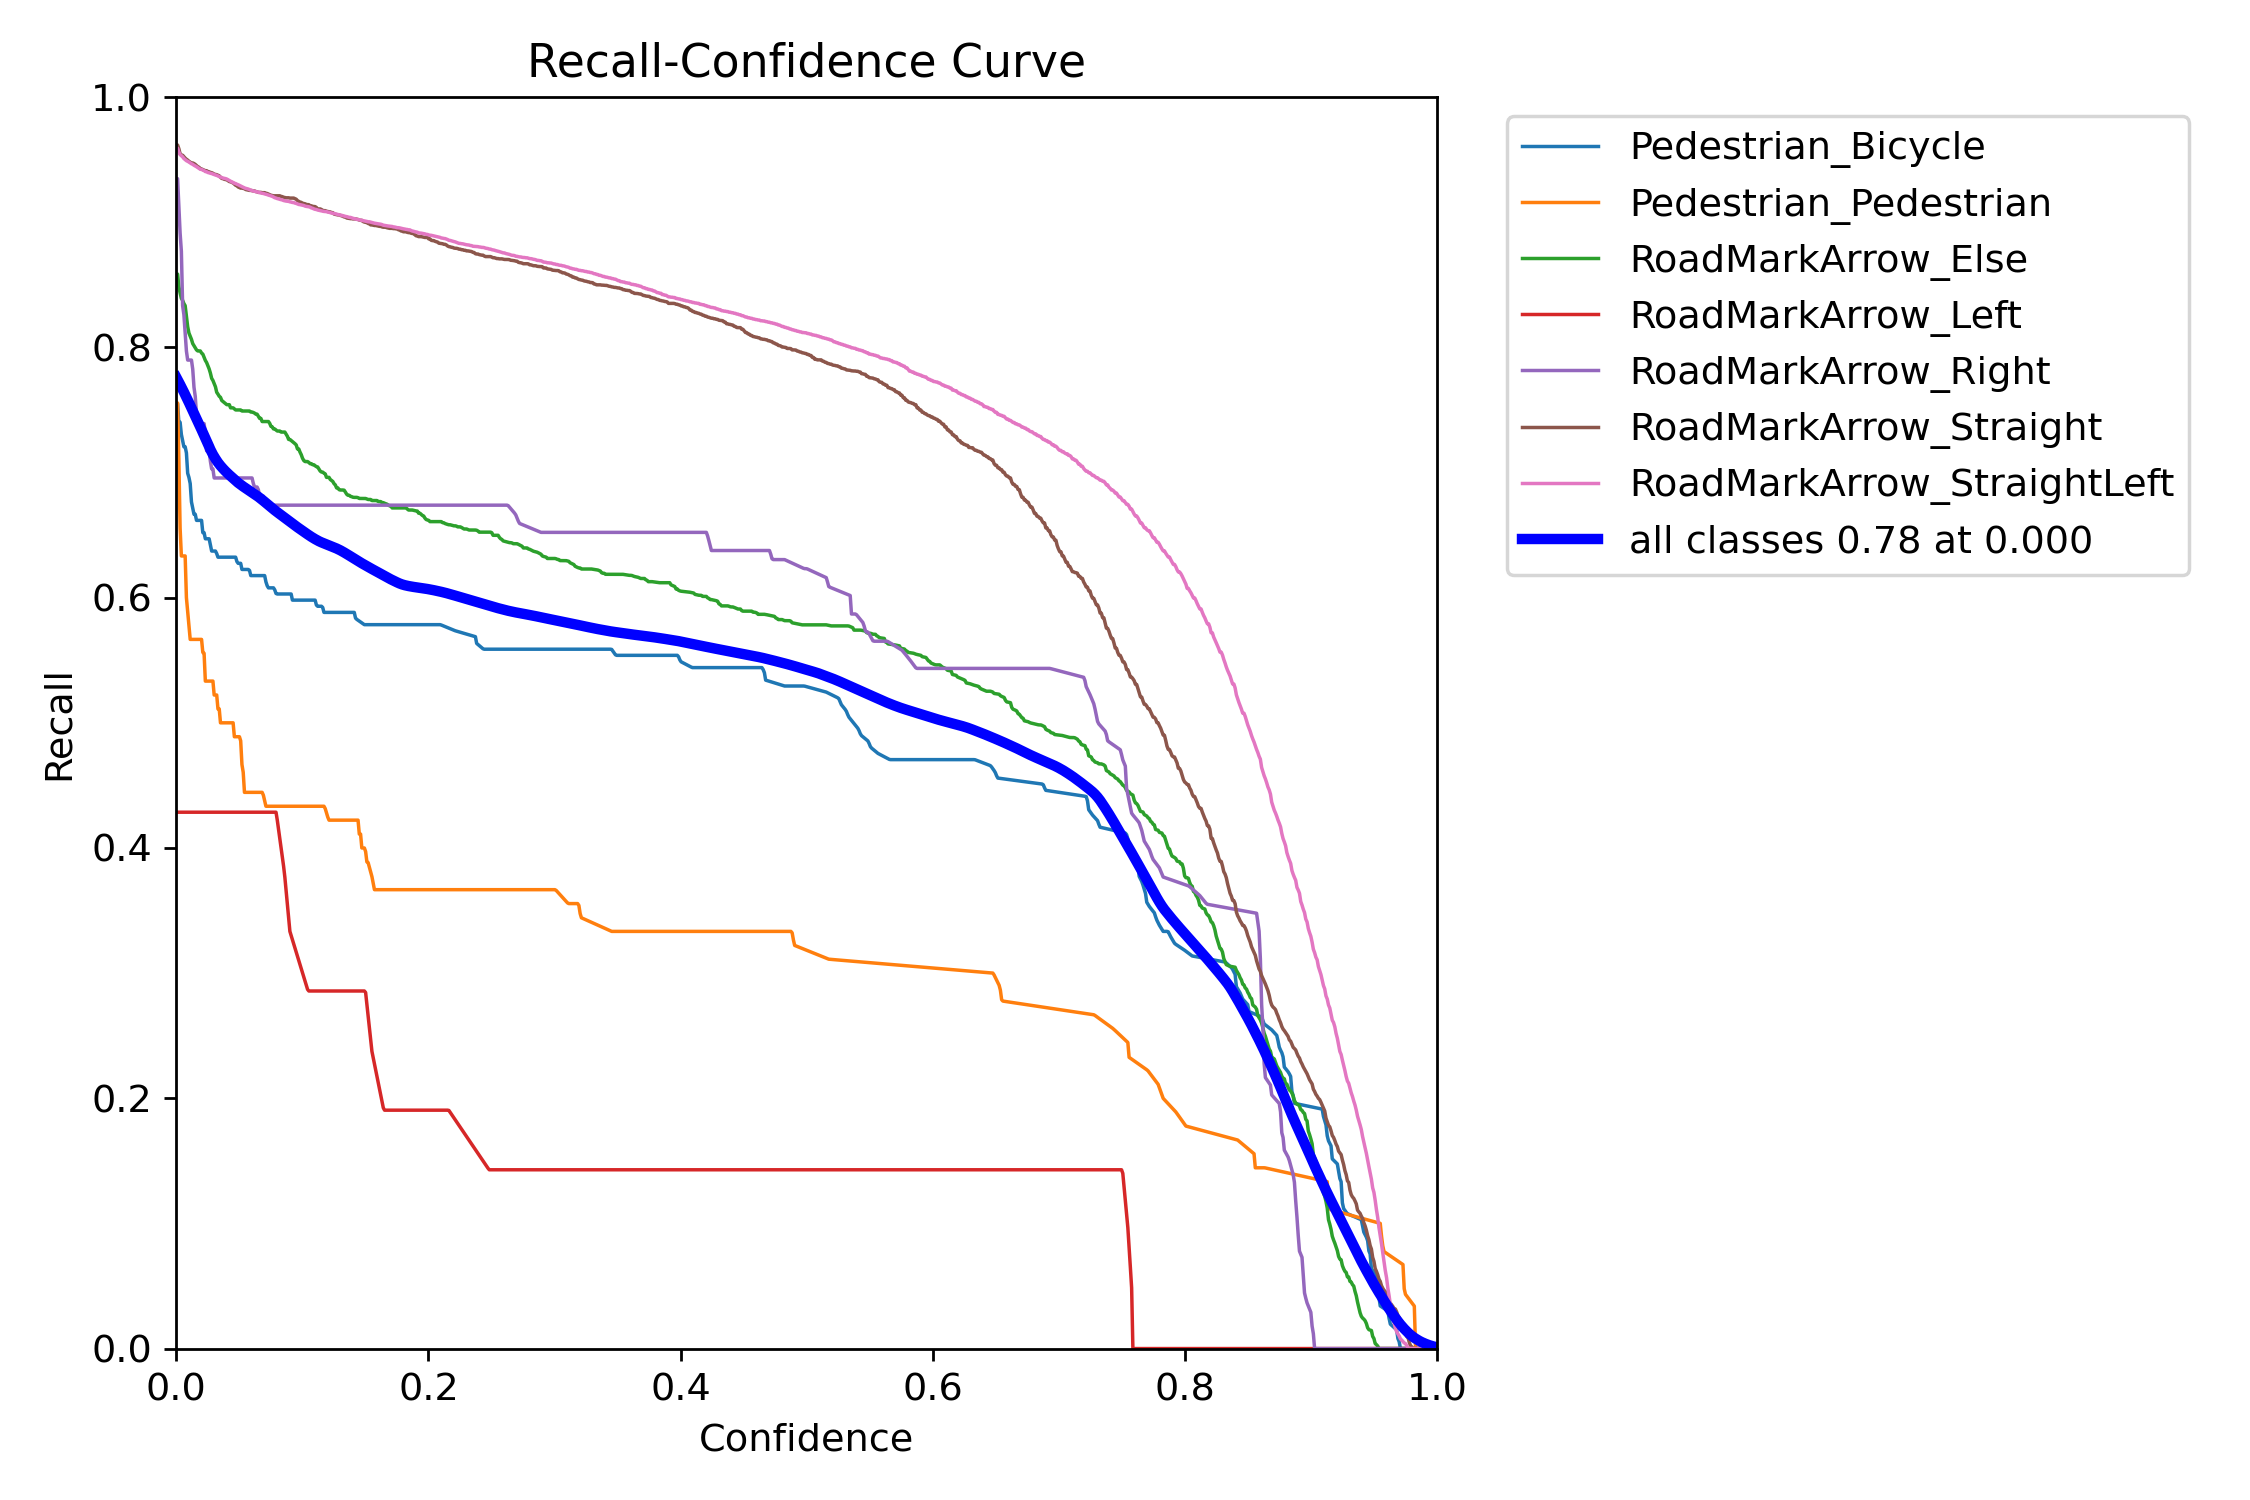 Recall-Confidence Curve
1.0
0.8
0.6
0.4
0.2
0.0
Recall
0.0 0.2 0.4 0.6 0.8 1.0
Confidence
Pedestrian_Bicycle
Pedestrian_Pedestrian
RoadMarkArrow_Else
RoadMarkArrow_Left
RoadMarkArrow_Right
RoadMarkArrow_Straight
RoadMarkArrow_StraightLeft
all classes 0.78 at 0.000